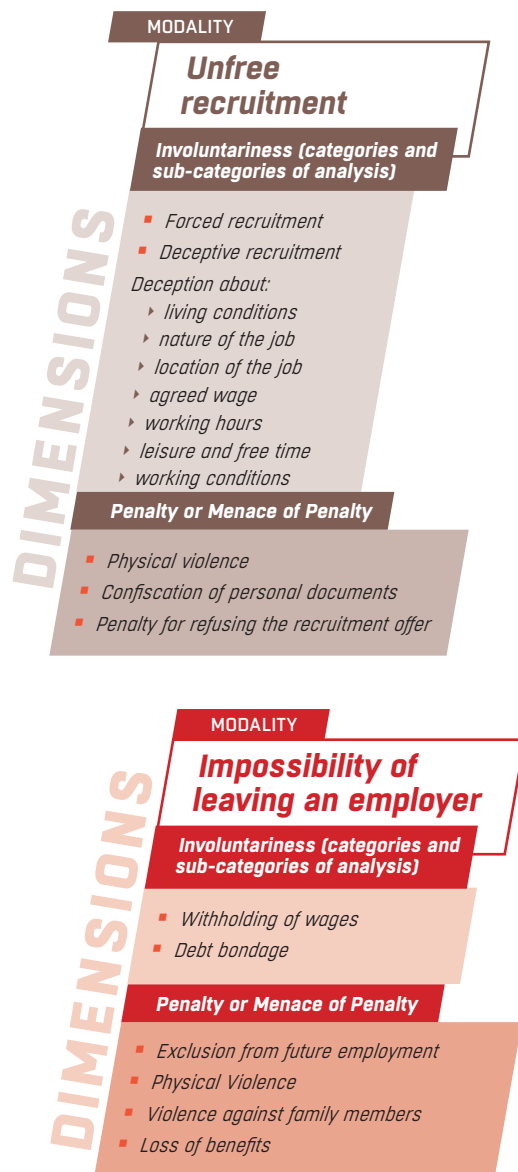 MODALITY
Unfree
recruitment
Involuntariness (categories and
sub-categories of analysis)
DIMENSIONS
Forced recruitment
Deceptive recruitment
Deception about:
living conditions
nature of the job
location of the job
agreed wage
working hours
leisure and free time
working conditions
Penalty or Menace of Penalty
Physical violence
Confiscation of personal documents
Penalty for refusing the recruitment offer
MODALITY
Impossibility of
leaving an employer
Involuntariness (categories and
sub-categories of analysis)
DIMENSIONS
Withholding of wages
Debt bondage
Penalty or Menace of Penalty
Exclusion from future employment
Physical Violence
Violence against family members
Loss of benefits